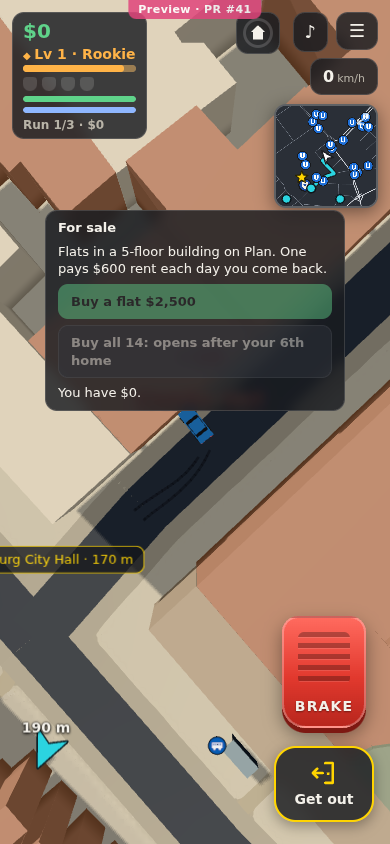 Preview · PR #41
$0
Lv 1 · Rookie
Run 1/3 · $0
♪
☰
0 km/h
For sale
Flats in a 5-floor building on Plan. One
pays $600 rent each day you come back.
Buy a flat $2,500
Buy all 14: opens after your 6th
home
You have $0.
urg City Hall · 170 m
190 m
BRAKE
Get out